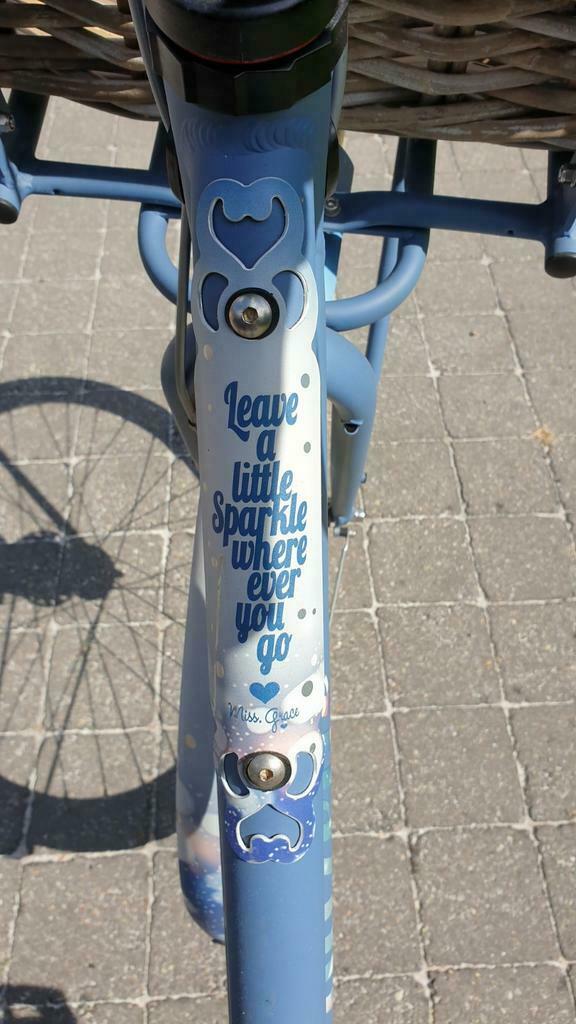 Leave
a
little
Sparkle
where
ever
you
go
Miss. Grace